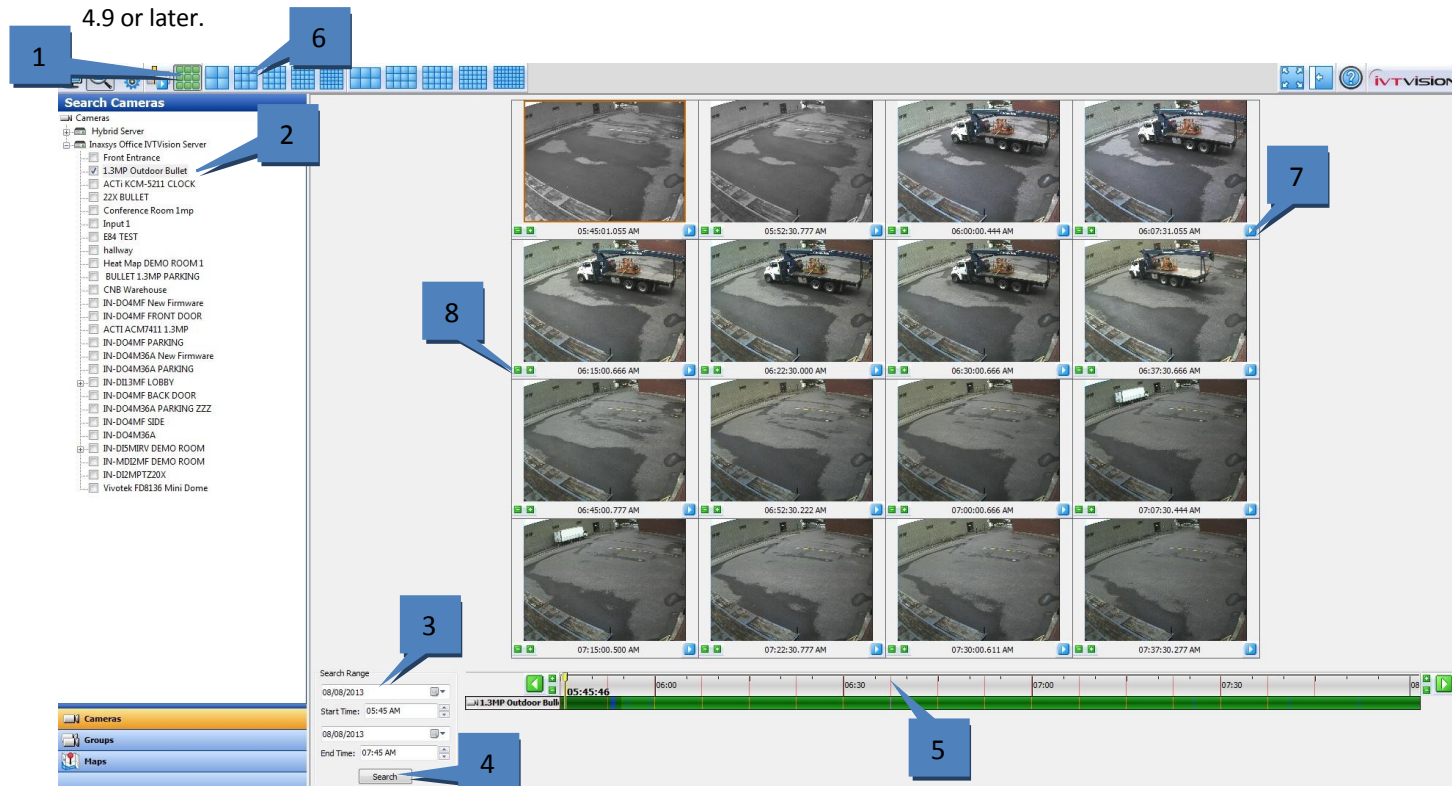 4.9 or later.
1
6
ivTvision
Search Cameras
Cameras
Hybrid Server
Inaxsys Office IVTVision Server
Front Entrance
1.3MP Outdoor Bullet
ACTi KCM-5211 CLOCK
22X BULLET
Conference Room 1mp
Input 1
E84 TEST
hallway
Heat Map DEMO ROOM 1
BULLET 1.3MP PARKING
CNB Warehouse
IN-DO4MF New Firmware
IN-DO4MF FRONT DOOR
ACTI ACM7411 1.3MP
IN-DO4MF PARKING
IN-DO4M36A New Firmware
IN-DO4M36A PARKING
IN-DI13MF LOBBY
IN-DO4MF BACK DOOR
IN-DO4M36A PARKING ZZZ
IN-DO4MF SIDE
IN-DO4M36A
IN-DI5MIRV DEMO ROOM
IN-MDI2MF DEMO ROOM
IN-DI2MPTZ20X
Vivotek FD8136 Mini Dome
2
7
05:45:01.055 AM
05:52:30.777 AM
06:00:00.444 AM
06:07:31.055 AM
8
06:15:00.666 AM
06:22:30.000 AM
06:30:00.666 AM
06:37:30.666 AM
06:45:00.777 AM
06:52:30.222 AM
07:00:00.666 AM
07:07:30.444 AM
07:15:00.500 AM
07:22:30.777 AM
07:30:00.611 AM
07:37:30.277 AM
3
Search Range
08/08/2013
Start Time: 05:45 AM
08/08/2013
End Time: 07:45 AM
Search
4
05:45:46
06:00
06:30
07:00
07:30
08
1.3MP Outdoor Bull
5
Cameras
Groups
Maps